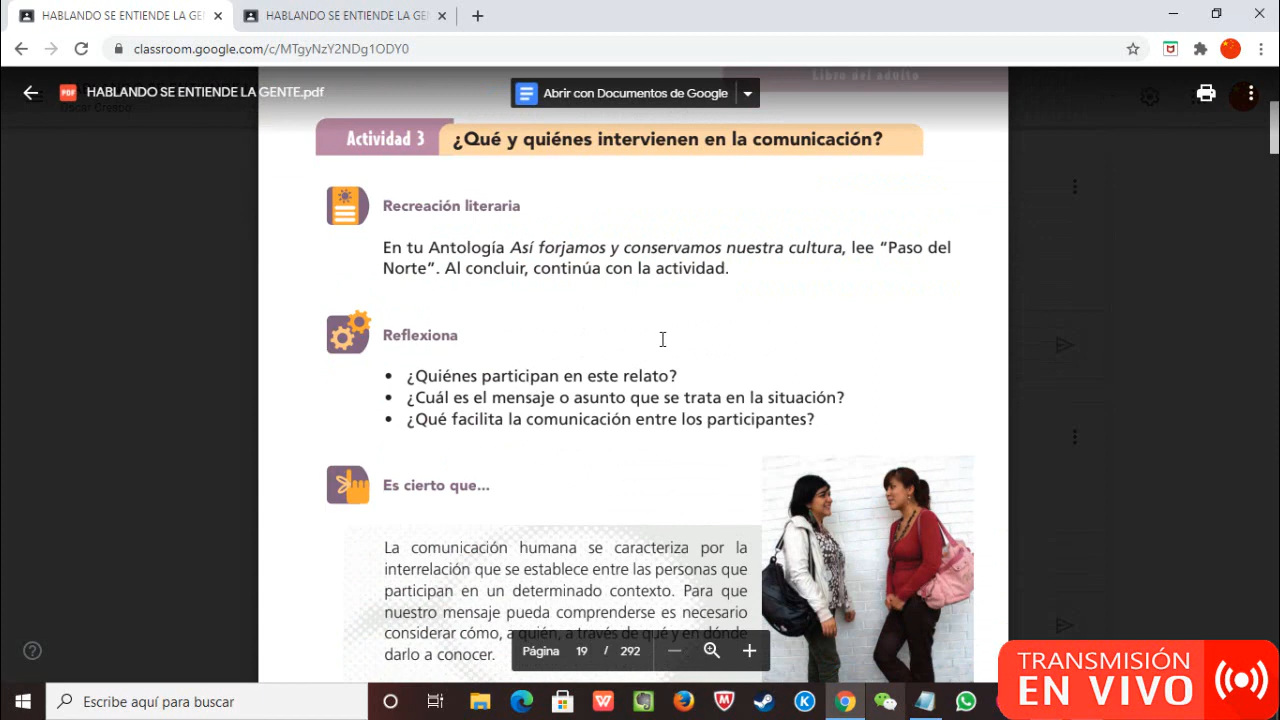 HABLANDO SE ENTIENDE LA GE
HABLANDO SE ENTIENDE LA GE
classroom.google.com/c/MTgyNzY2NDg1ODY0
HABLANDO SE ENTIENDE LA GENTE.pdf
PDF
Abrir con Documentos de Google
Libro del adulto
Actividad 3 ¿Qué y quiénes intervienen en la comunicación?
Recreación literaria
En tu Antología Así forjamos y conservamos nuestra cultura, lee “Paso del
Norte”. Al concluir, continúa con la actividad.
Reflexiona
• ¿Quiénes participan en este relato?
• ¿Cuál es el mensaje o asunto que se trata en la situación?
• ¿Qué facilita la comunicación entre los participantes?
Es cierto que...
La comunicación humana se caracteriza por la
interrelación que se establece entre las personas que
participan en un determinado contexto. Para que
nuestro mensaje pueda comprenderse es necesario
considerar cómo, a quién, a través de qué y en dónde
darlo a conocer.
Página 19 / 292
TRANSMISIÓN
EN VIVO
Escribe aquí para buscar